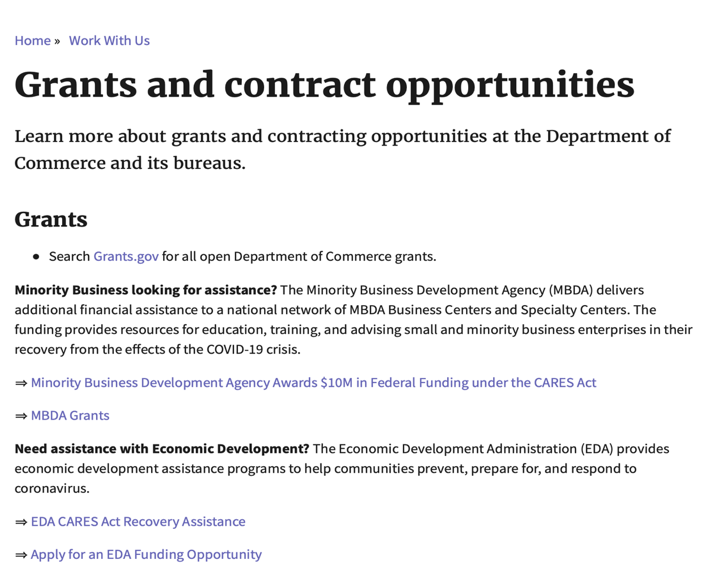 Home » Work With Us
Grants and contract opportunities
Learn more about grants and contracting opportunities at the Department of
Commerce and its bureaus.
Grants
● Search Grants.gov for all open Department of Commerce grants.
Minority Business looking for assistance? The Minority Business Development Agency (MBDA) delivers
additional financial assistance to a national network of MBDA Business Centers and Specialty Centers. The
funding provides resources for education, training, and advising small and minority business enterprises in their
recovery from the effects of the COVID-19 crisis.
⇒ Minority Business Development Agency Awards $10M in Federal Funding under the CARES Act
⇒ MBDA Grants
Need assistance with Economic Development? The Economic Development Administration (EDA) provides
economic development assistance programs to help communities prevent, prepare for, and respond to
coronavirus.
⇒ EDA CARES Act Recovery Assistance
⇒ Apply for an EDA Funding Opportunity